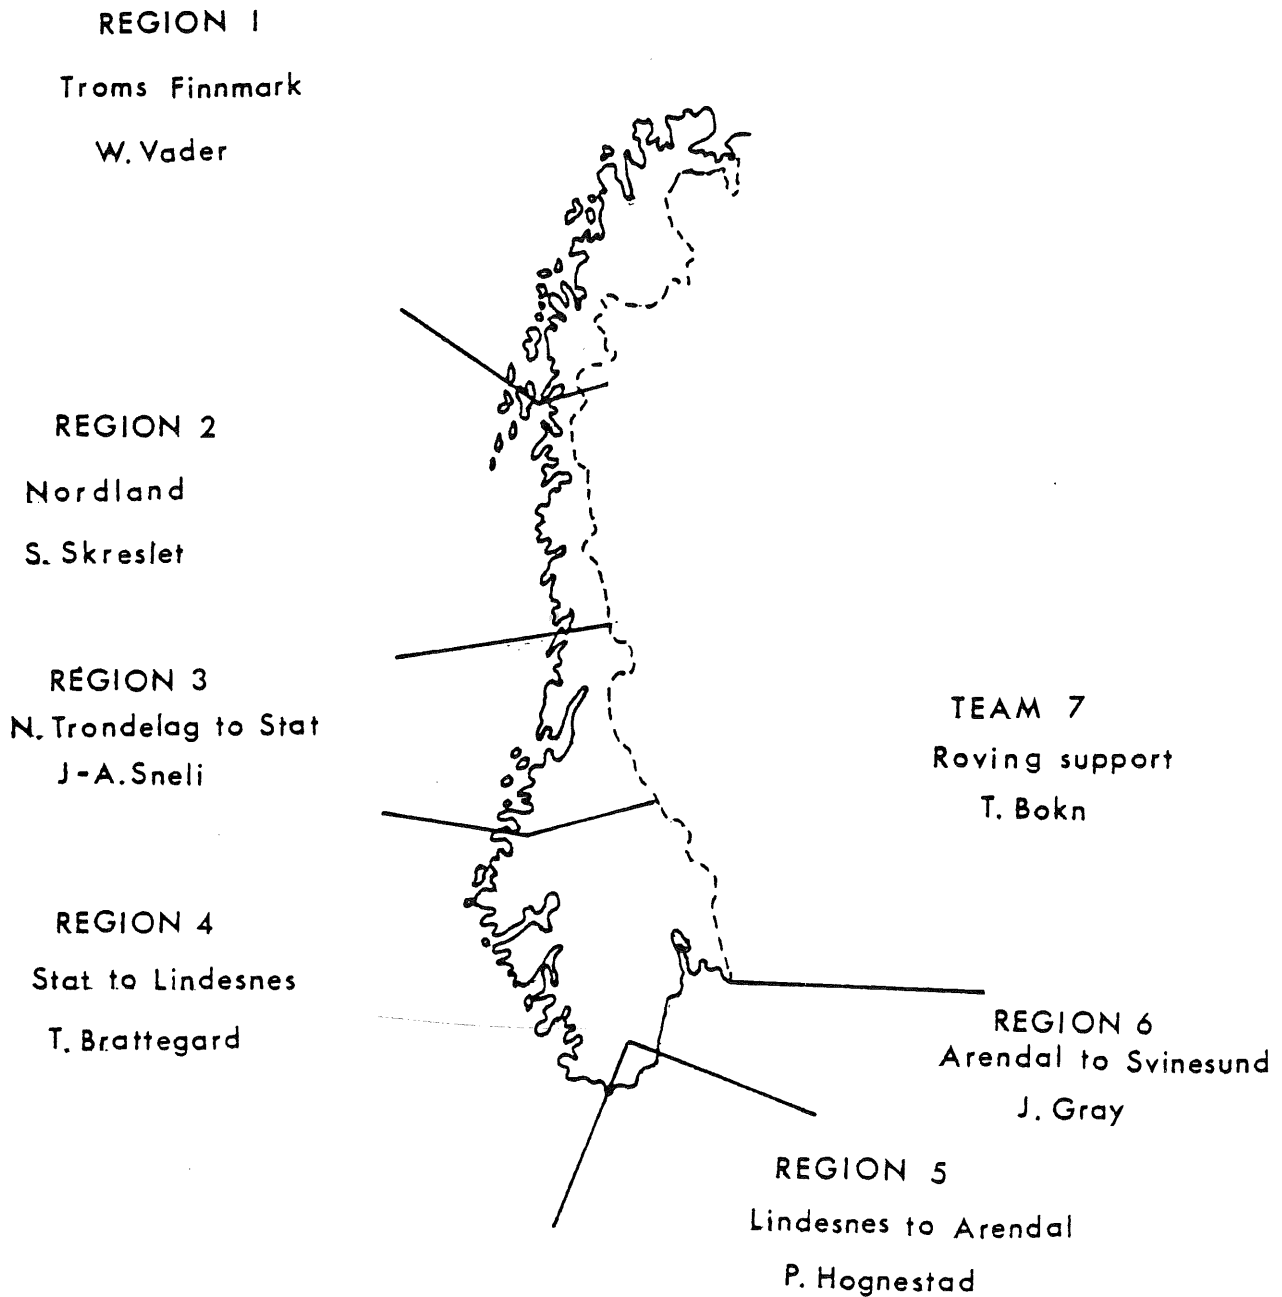 REGION 1
Troms Finnmark
W. Vader
REGION 2
Nordland
S. Skreslet
REGION 3
N. Trondelag to Stat
J-A. Sneli
TEAM 7
Roving support
T. Bokn
REGION 4
Stat to Lindesnes
T. Brattegard
REGION 6
Arendal to Svinesund
J. Gray
REGION 5
Lindesnes to Arendal
P. Hognestad